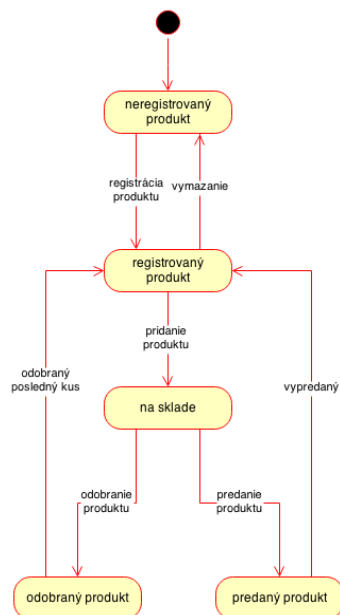 neregistrovaný
produkt
registrácia
produktu
vymazanie
registrovaný
produkt
pridanie
produktu
odobraný
posledný kus
vypredaný
na sklade
odobranie
produktu
predanie
produktu
odobraný produkt
predaný produkt